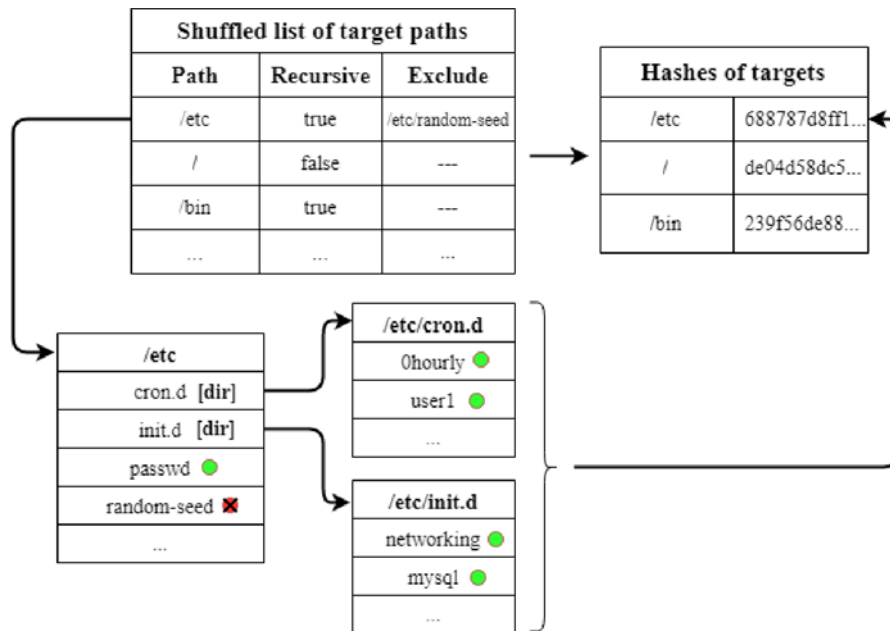 Shuffled list of target paths
Path Recursive Exclude
/etc true /etc/random-seed
/ false ---
/bin true ---
... ... ...
Hashes of targets
/etc 688787d8ff1...
/ de04d58dc5...
/bin 239f56de88...
/etc
cron.d [dir]
init.d [dir]
passwd
random-seed
...
/etc/cron.d
0hourly
user1
...
/etc/init.d
networking
mysql
...